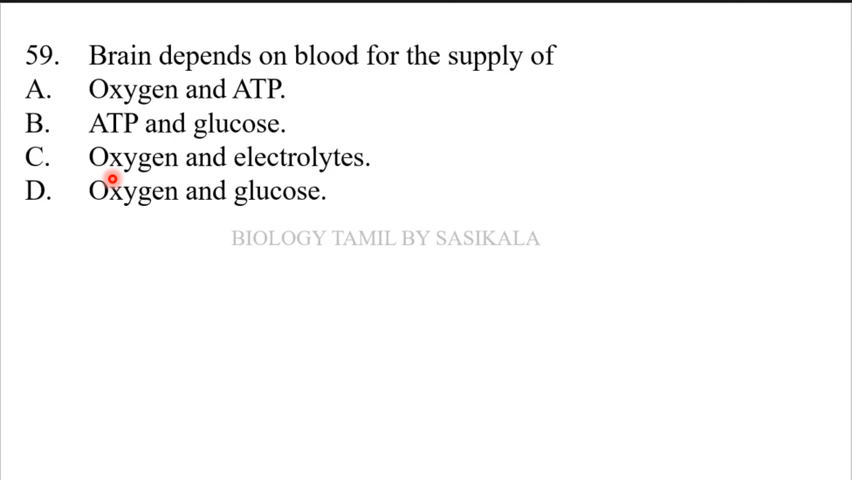 59. Brain depends on blood for the supply of
A. Oxygen and ATP.
B. ATP and glucose.
C. Oxygen and electrolytes.
D. Oxygen and glucose.
BIOLOGY TAMIL BY SASIKALA